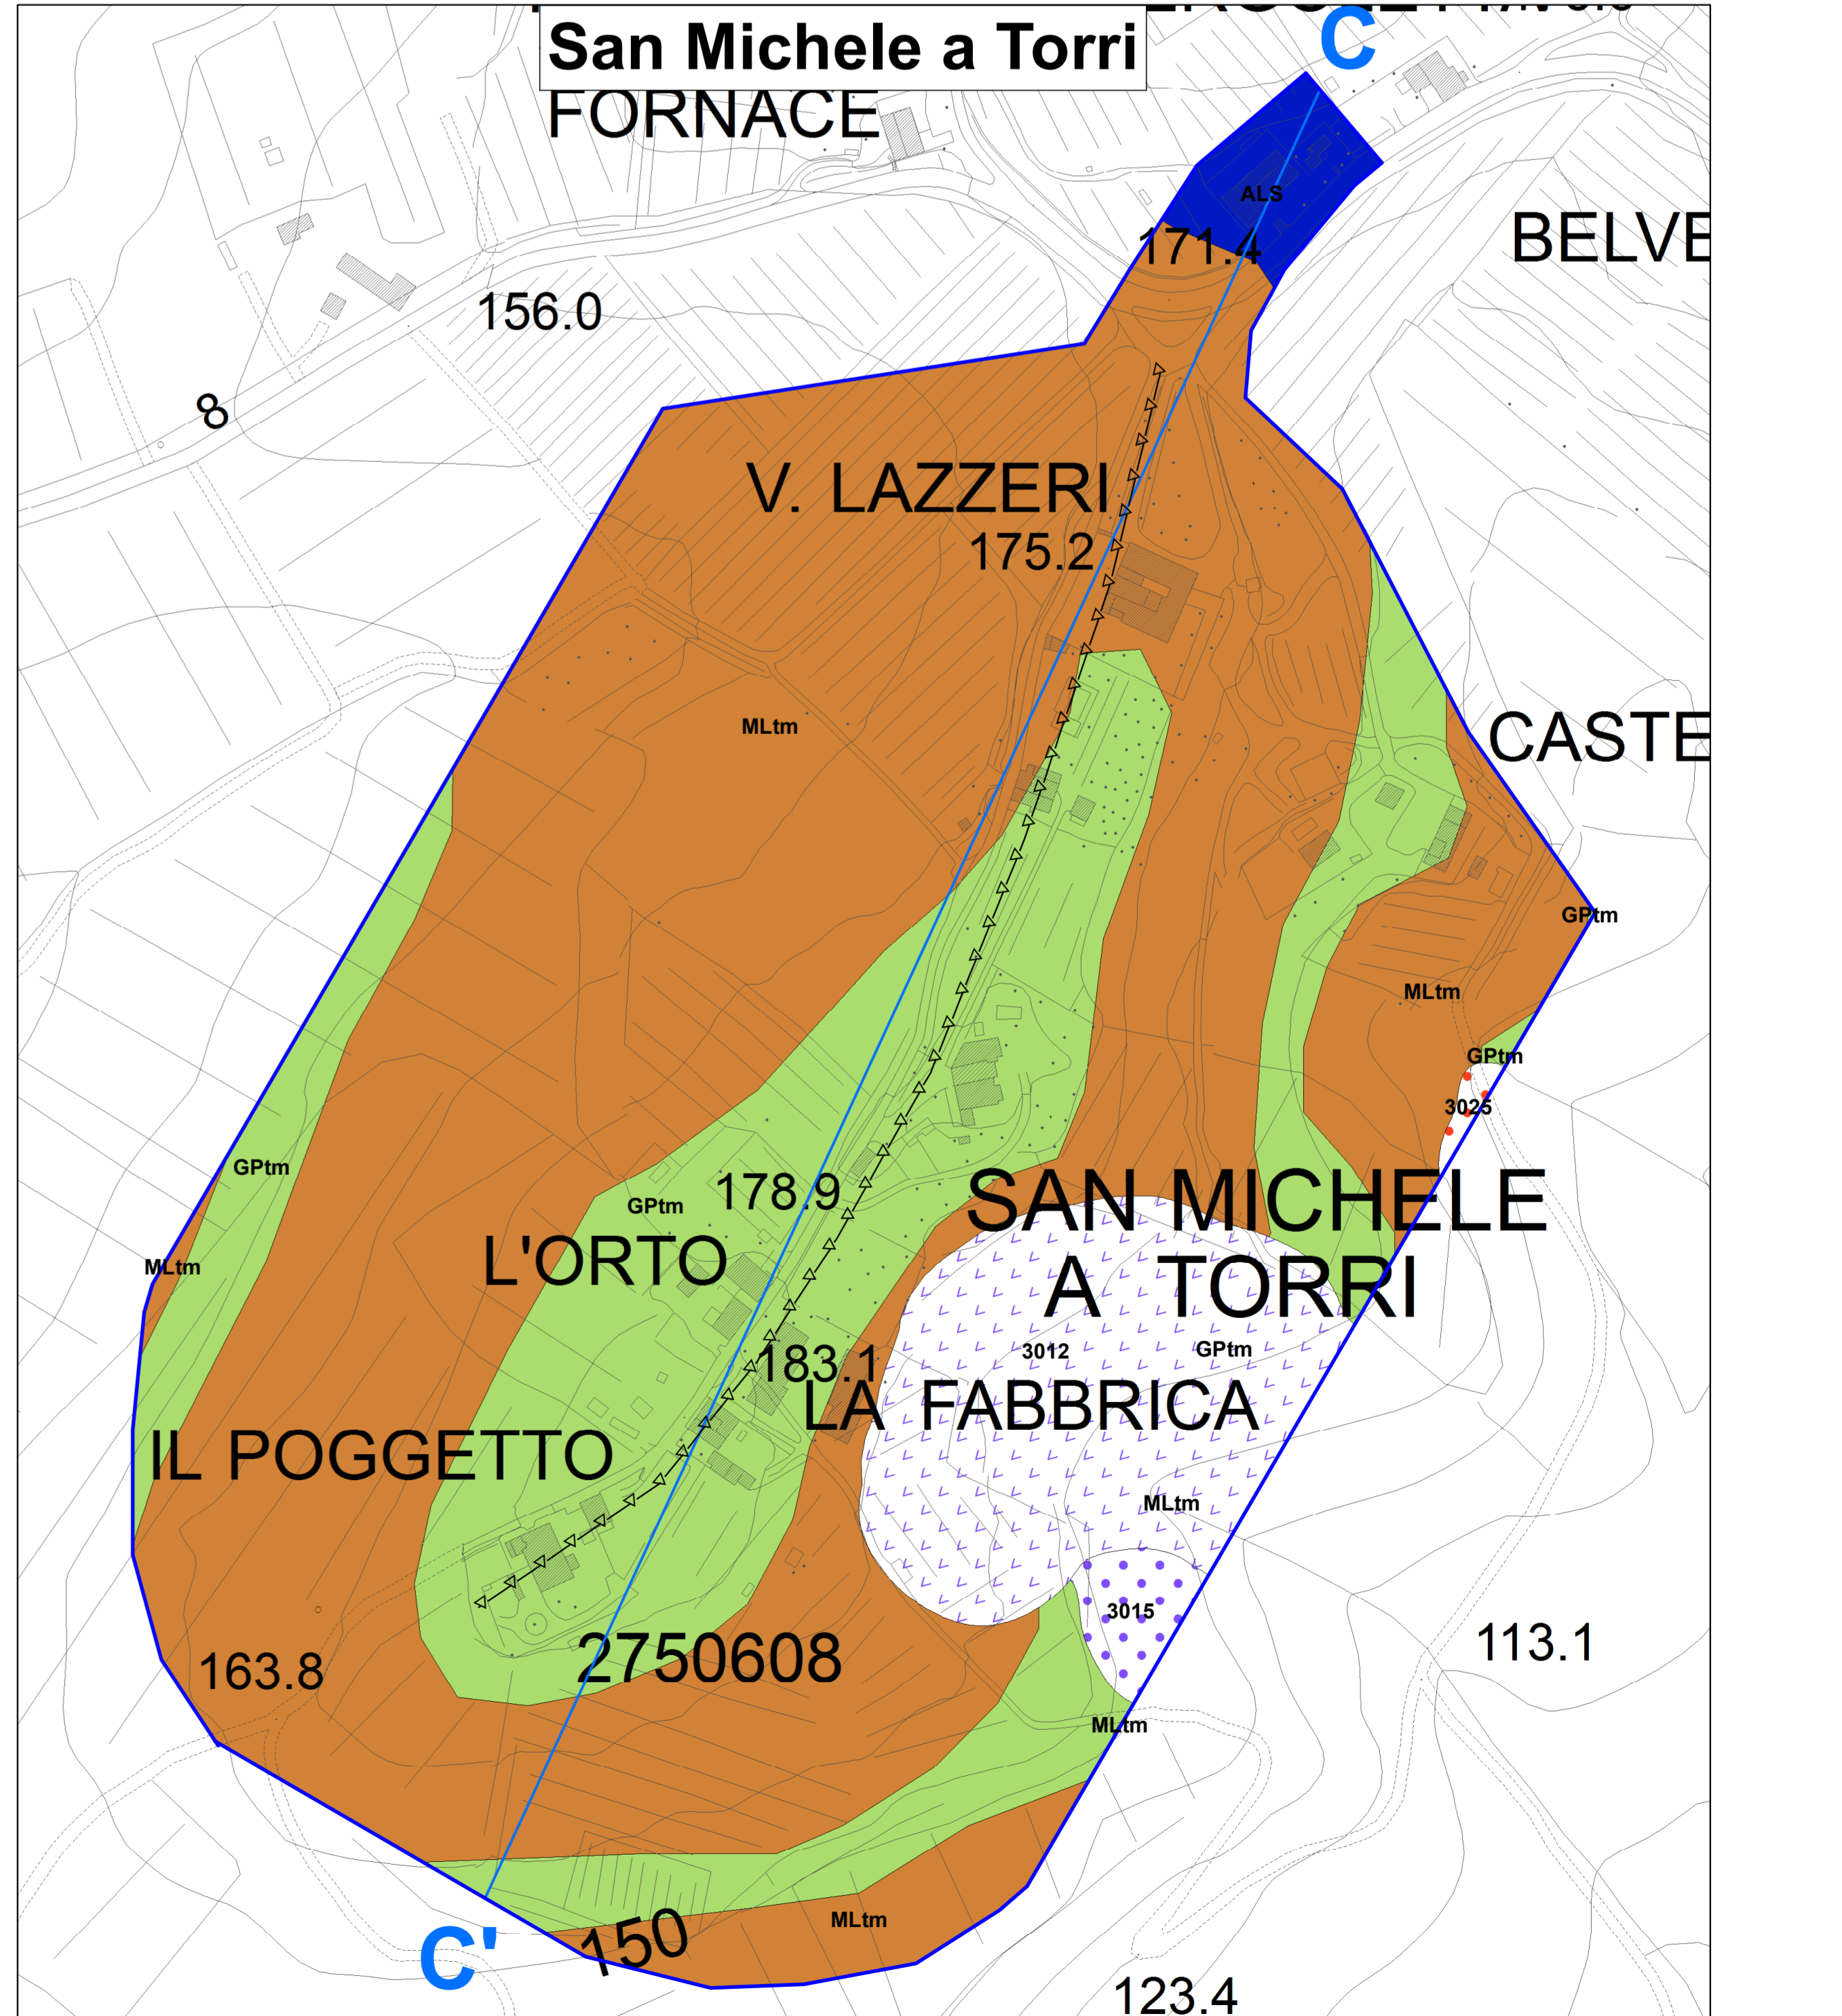 San Michele a Torri
C
FORNACE
ALS
171.4
BELVE
156.0
8
V. LAZZERI
175.2
MLtm
CASTE
GPtm
MLtm
GPtm
3025
GPtm
178.9
GPtm
SAN MICHELE
A TORRI
L'ORTO
MLtm
3012
GPtm
183.1
LA FABBRICA
IL POGGETTO
MLtm
3015
2750608
113.1
163.8
MLtm
MLtm
150
C'
123.4